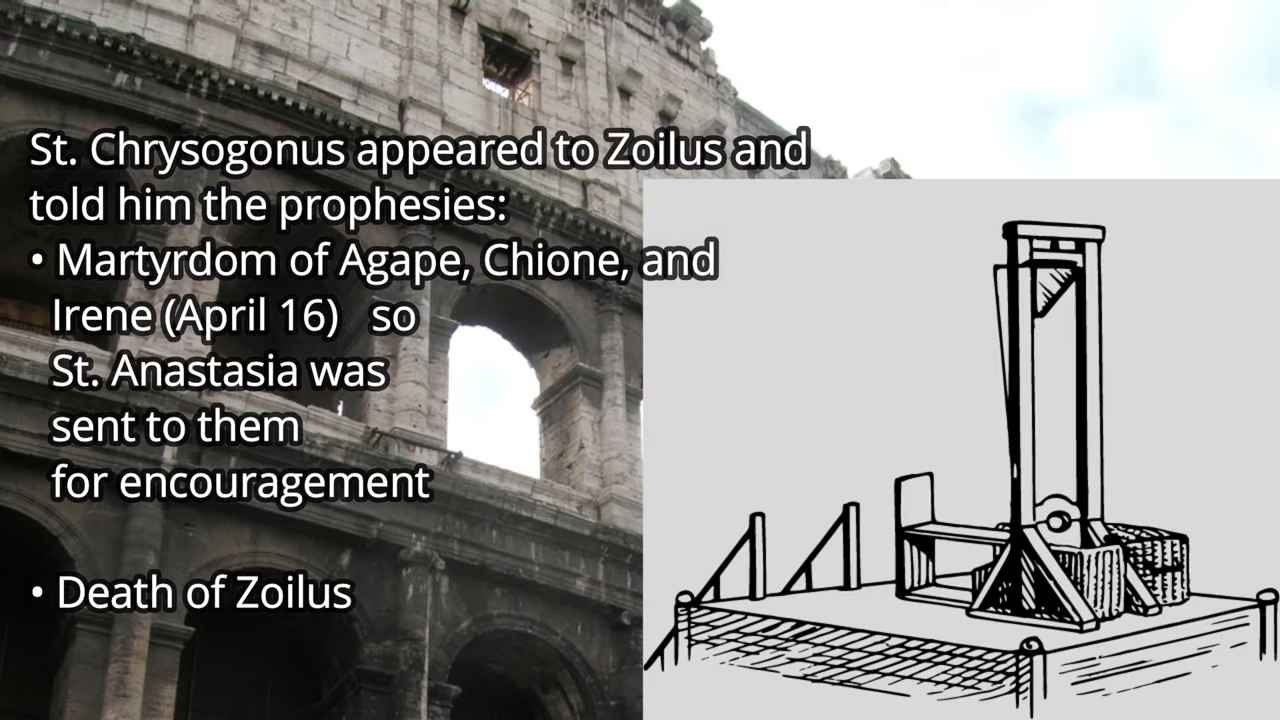 St. Chrysogonus appeared to Zoilus and
told him the prophesies:
• Martyrdom of Agape, Chione, and
Irene (April 16) so
St. Anastasia was
sent to them
for encouragement
• Death of Zoilus